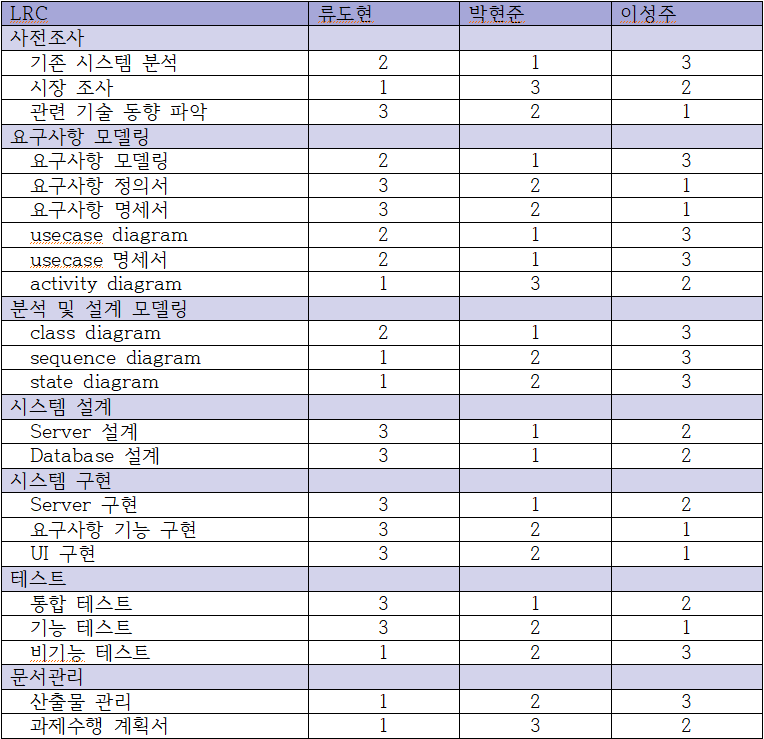 LRC 류도현 박현준 이성주
사전조사
기존 시스템 분석 2 1 3
시장 조사 1 3 2
관련 기술 동향 파악 3 2 1
요구사항 모델링
요구사항 모델링 2 1 3
요구사항 정의서 3 2 1
요구사항 명세서 3 2 1
usecase diagram 2 1 3
usecase 명세서 2 1 3
activity diagram 1 3 2
분석 및 설계 모델링
class diagram 2 1 3
sequence diagram 1 2 3
state diagram 1 2 3
시스템 설계
Server 설계 3 1 2
Database 설계 3 1 2
시스템 구현
Server 구현 3 1 2
요구사항 기능 구현 3 2 1
UI 구현 3 2 1
테스트
통합 테스트 3 1 2
기능 테스트 3 2 1
비기능 테스트 1 2 3
문서관리
산출물 관리 1 2 3
과제수행 계획서 1 3 2